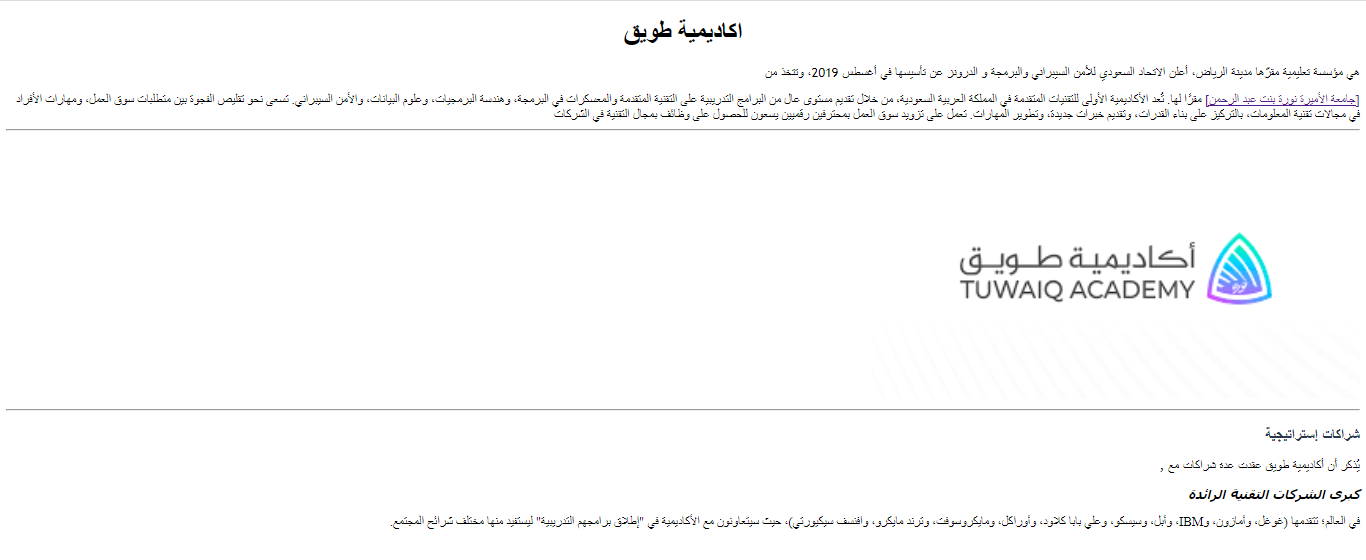 اكاديمية طويق
هي مؤسسة تعليمية مقرّها مدينة الرياض، أعلن الاتحاد السعودي للأمن السيبراني والبرمجة و الدرونز عن تأسيسها في أغسطس 2019، وتتخذ من
[جامعة الأميرة نورة بنت عبد الرحمن] مقرًّا لها. تُعد الأكاديمية الأولى للتقنيات المتقدمة في المملكة العربية السعودية، من خلال تقديم مستوى عال من البرامج التدريبية على التقنية المتقدمة والمعسكرات في البرمجة، وهندسة البرمجيات، وعلوم البيانات، والأمن السيبراني. تسعى نحو تقليص الفجوة بين متطلبات سوق العمل، ومهارات الأفراد
في مجالات تقنية المعلومات، بالتركيز على بناء القدرات، وتقديم خبرات جديدة، وتطوير المهارات. تعمل على تزويد سوق العمل بمحترفين رقميين يسعون للحصول على وظائف بمجال التقنية في الشركات
أكاديمية طويق
TUWAIQ ACADEMY
شراكات إستراتيجية
يُذكر أن أكاديمية طويق عقدت عدة شراكات مع ,
كبرى الشركات التقنية الرائدة
في العالم؛ تتقدمها (غوغل، وأمازون، وIBM، وأبل، وسيسكو، وعلي بابا كلاود، وأوراكل، ومايكروسوفت، وترند مايكرو، وافنسف سيكيورتي)، حيث سيتعاونون مع الأكاديمية في "إطلاق برامجهم التدريبية" ليستفيد منها مختلف شرائح المجتمع.